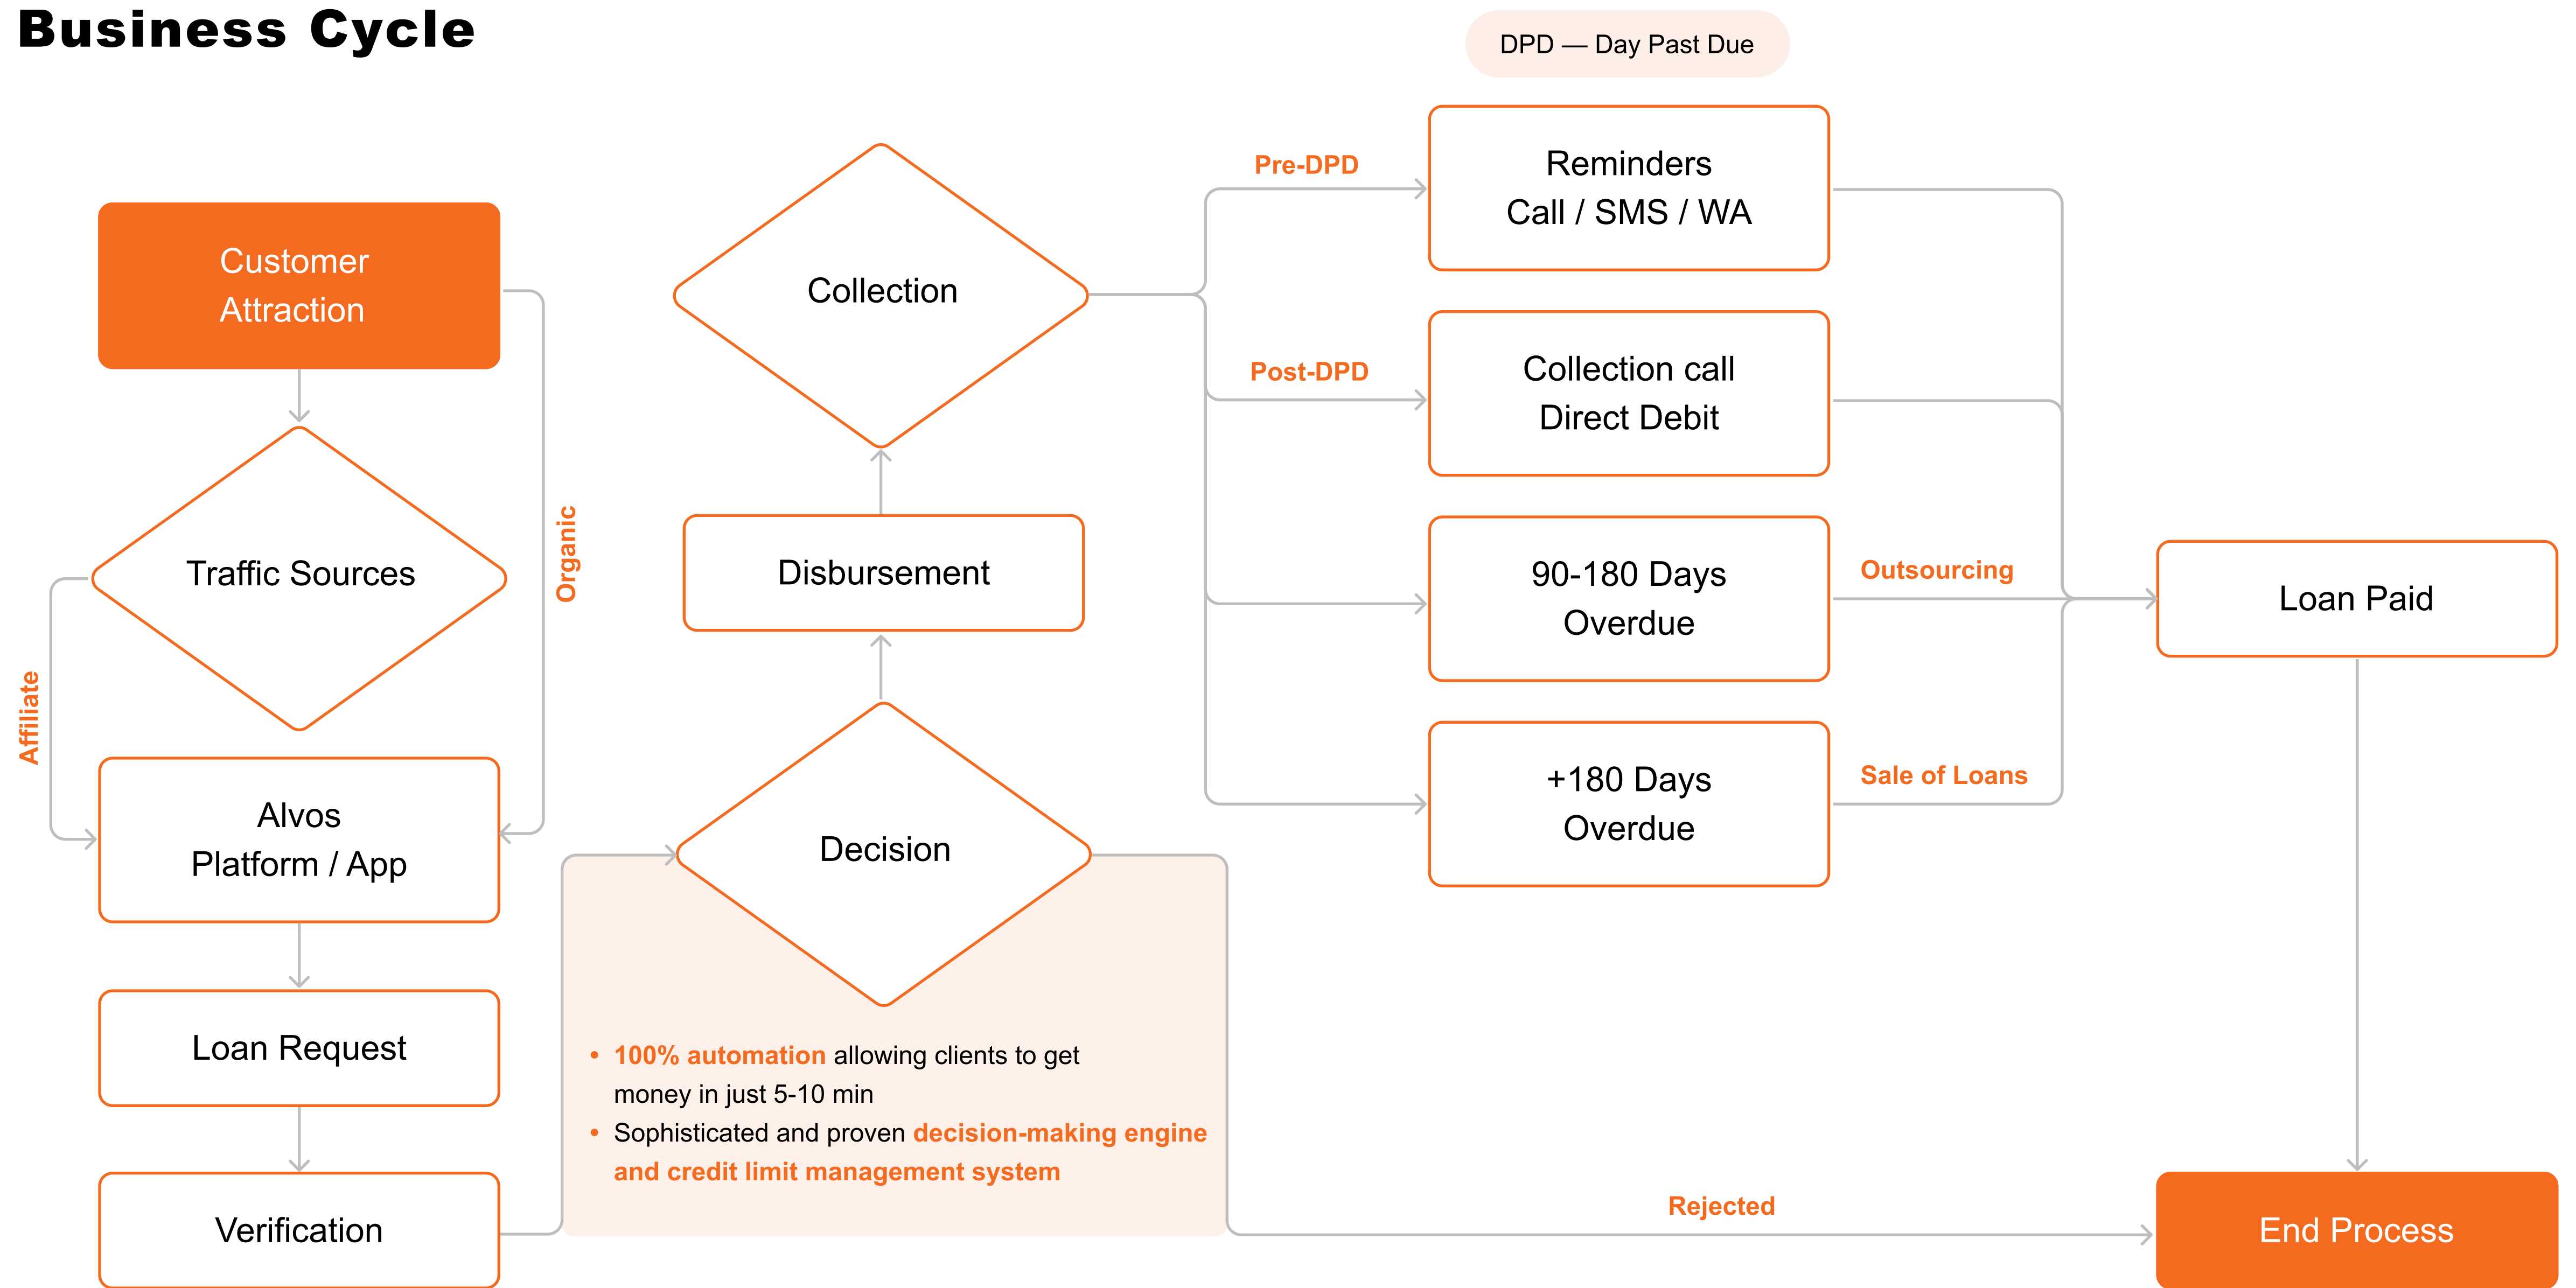 Business Cycle
DPD — Day Past Due
Customer
Attraction
Traffic Sources
Affiliate
Organic
Alvos
Platform / App
Loan Request
Verification
Collection
Disbursement
Decision
• 100% automation allowing clients to get
money in just 5-10 min
• Sophisticated and proven decision-making engine
and credit limit management system
Pre-DPD
Reminders
Call / SMS / WA
Post-DPD
Collection call
Direct Debit
90-180 Days
Overdue
Outsourcing
+180 Days
Overdue
Sale of Loans
Loan Paid
Rejected
End Process